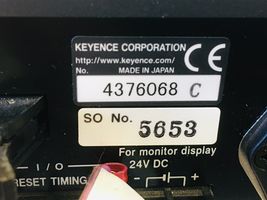 KEYENCE CORPORATION
http://www.keyence.com/ CE
No. MADE IN JAPAN
4376068 C
SO No. 5653
For monitor display
I/O 24V DC
RESET TIMING